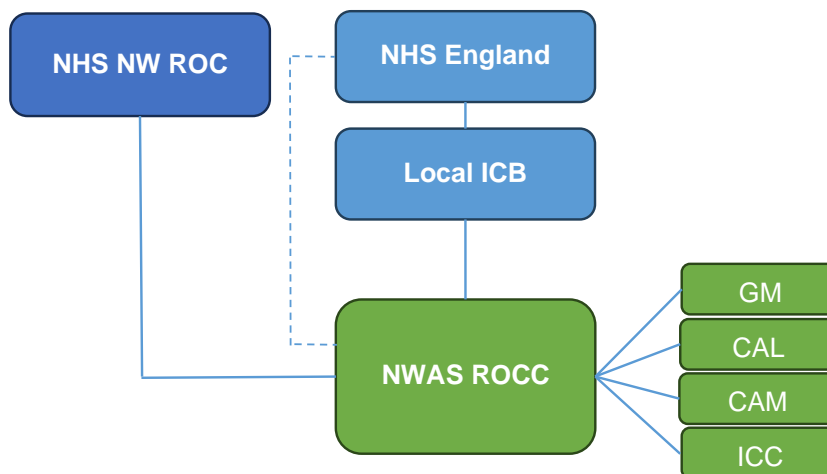 NHS NW ROC
NHS England
Local ICB
NWAS ROCC
GM
CAL
CAM
ICC